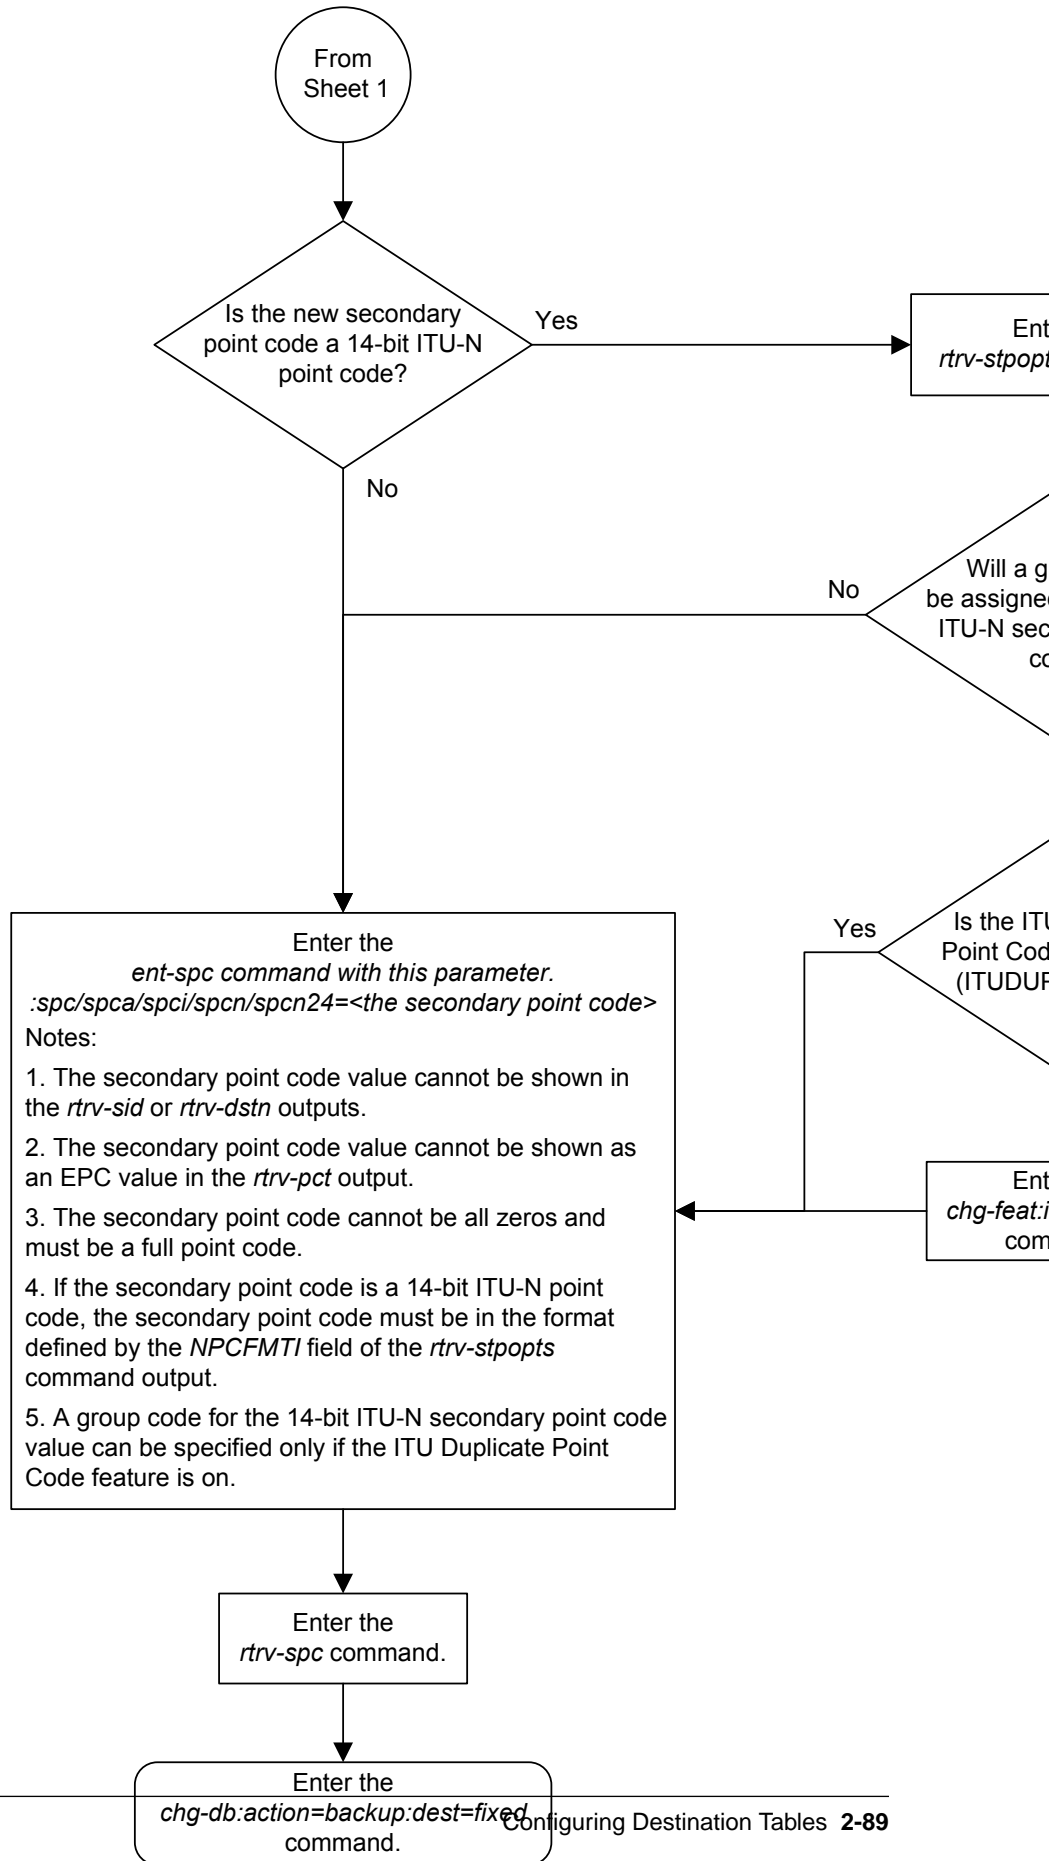 From
Sheet 1
Is the new secondary
point code a 14-bit ITU-N
point code?
Yes
No
Ent
rtrv-stpopt
Will a g
be assigne
ITU-N sec
co
No
Is the ITU
Point Cod
(ITUDUP
Yes
Ent
chg-feat:i
com
Enter the
ent-spc command with this parameter.
:spc/spca/spci/spcn/spcn24=<the secondary point code>
Notes:
1. The secondary point code value cannot be shown in
the rtrv-sid or rtrv-dstn outputs.
2. The secondary point code value cannot be shown as
an EPC value in the rtrv-pct output.
3. The secondary point code cannot be all zeros and
must be a full point code.
4. If the secondary point code is a 14-bit ITU-N point
code, the secondary point code must be in the format
defined by the NPCFMTI field of the rtrv-stpopts
command output.
5. A group code for the 14-bit ITU-N secondary point code
value can be specified only if the ITU Duplicate Point
Code feature is on.
Enter the
rtrv-spc command.
Enter the
chg-db:action=backup:dest=fixed
command.
Configuring Destination Tables 2-89